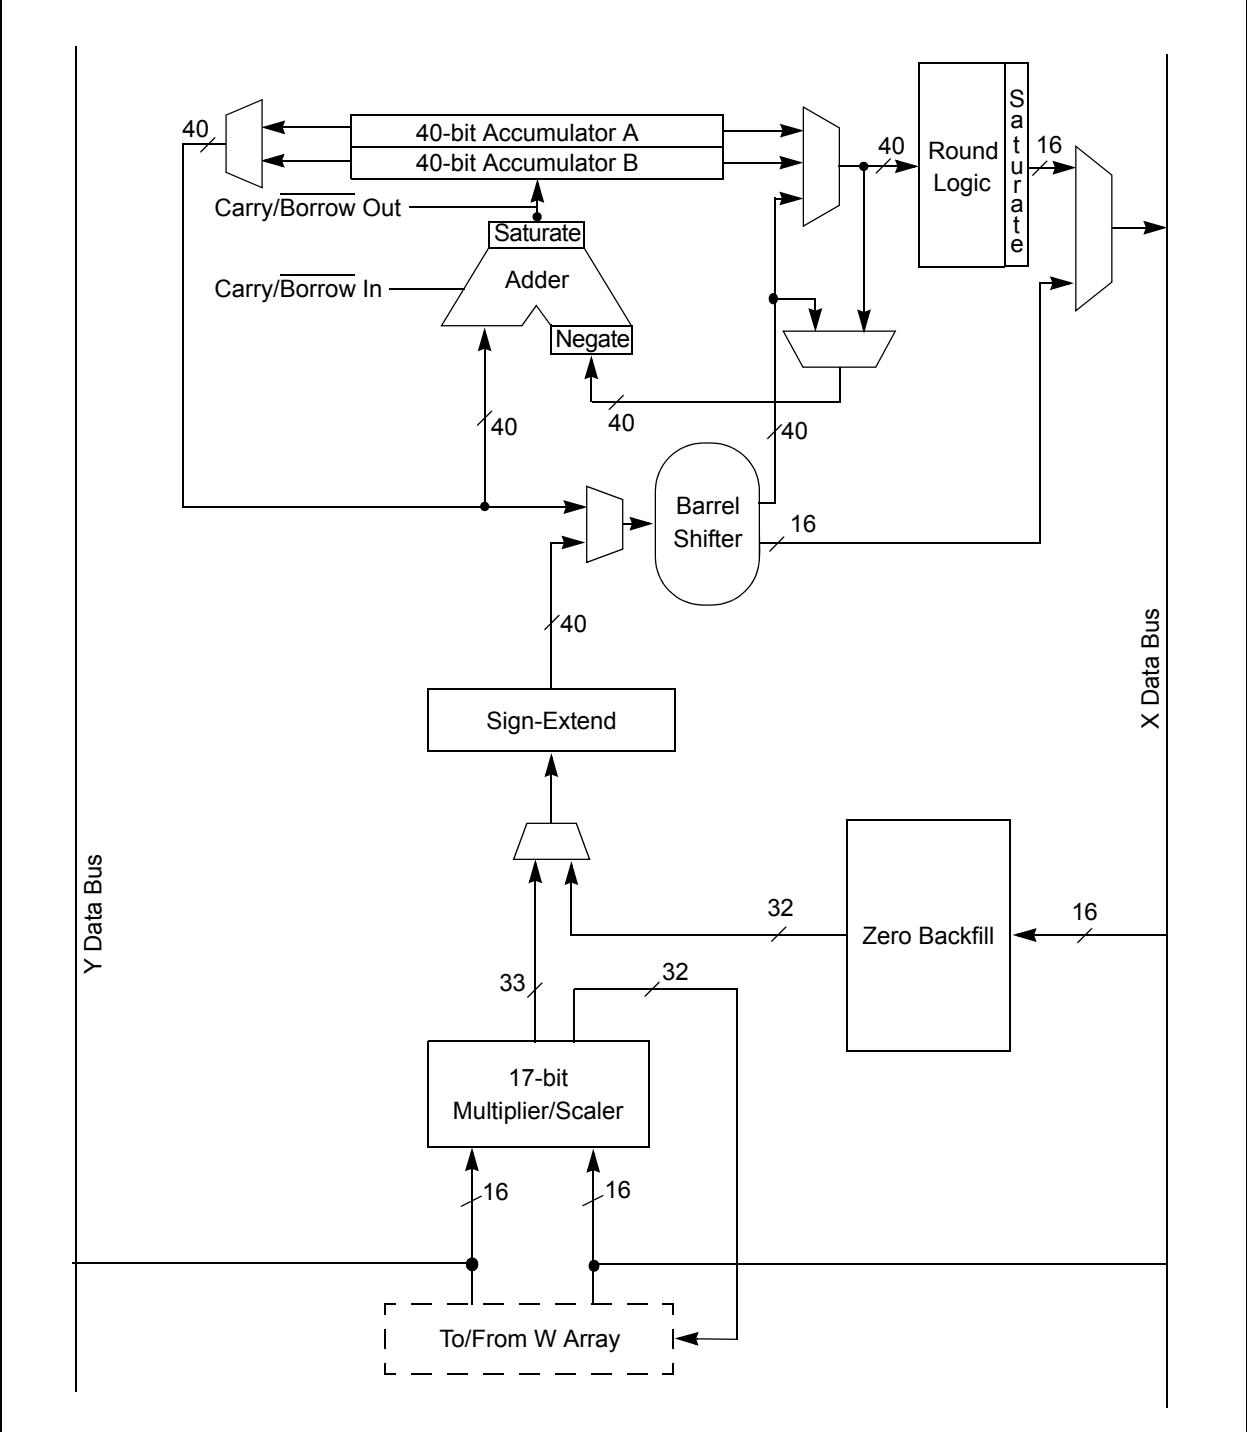 40
40-bit Accumulator A
40-bit Accumulator B
Carry/Borrow Out
Saturate
Carry/Borrow In
Adder
Negate
40
Round
Logic
Saturate
16
40
40
40
Barrel
Shifter
16
40
X Data Bus
Sign-Extend
Y Data Bus
32
Zero Backfill
16
33
32
17-bit
Multiplier/Scaler
16
16
To/From W Array